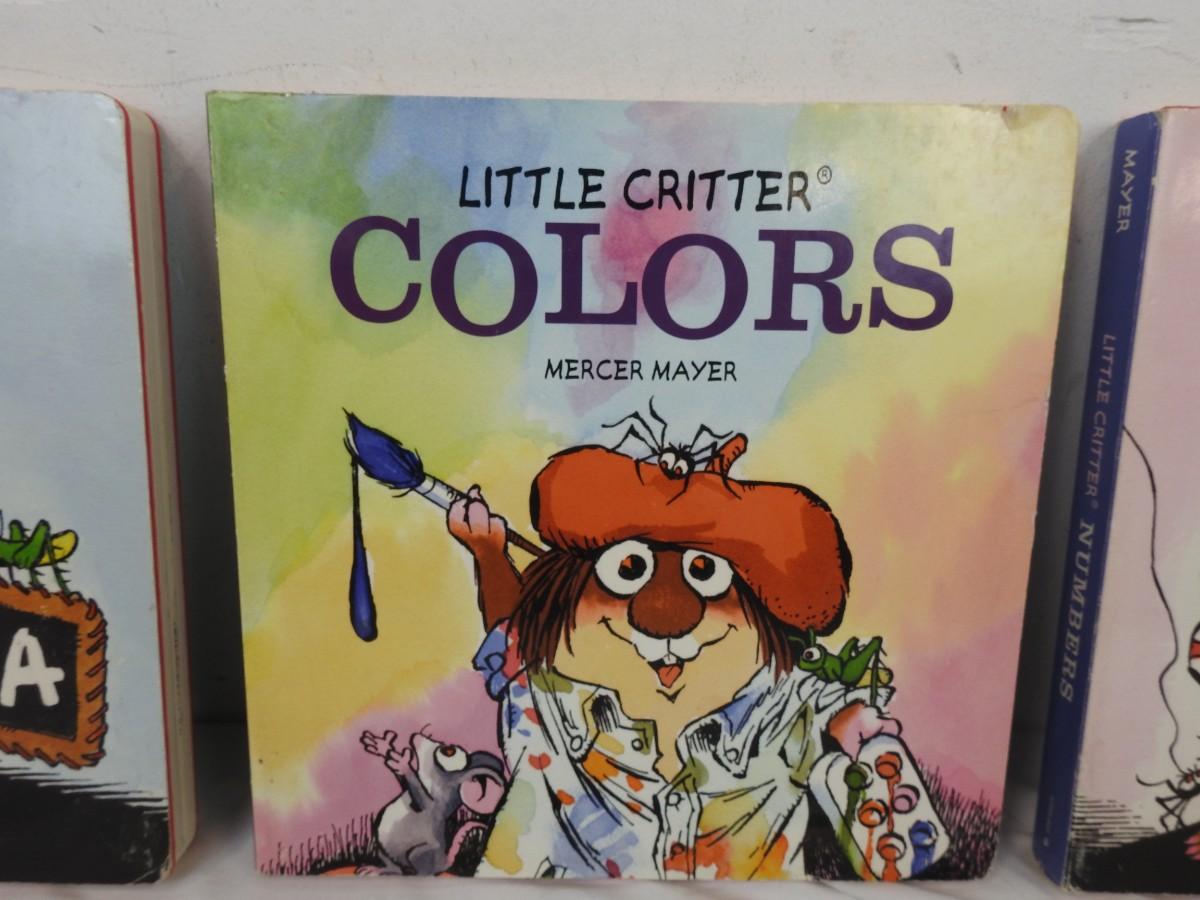 A
LITTLE CRITTER®
COLORS
MERCER MAYER
MAYER
LITTLE CRITTER® NUMBERS